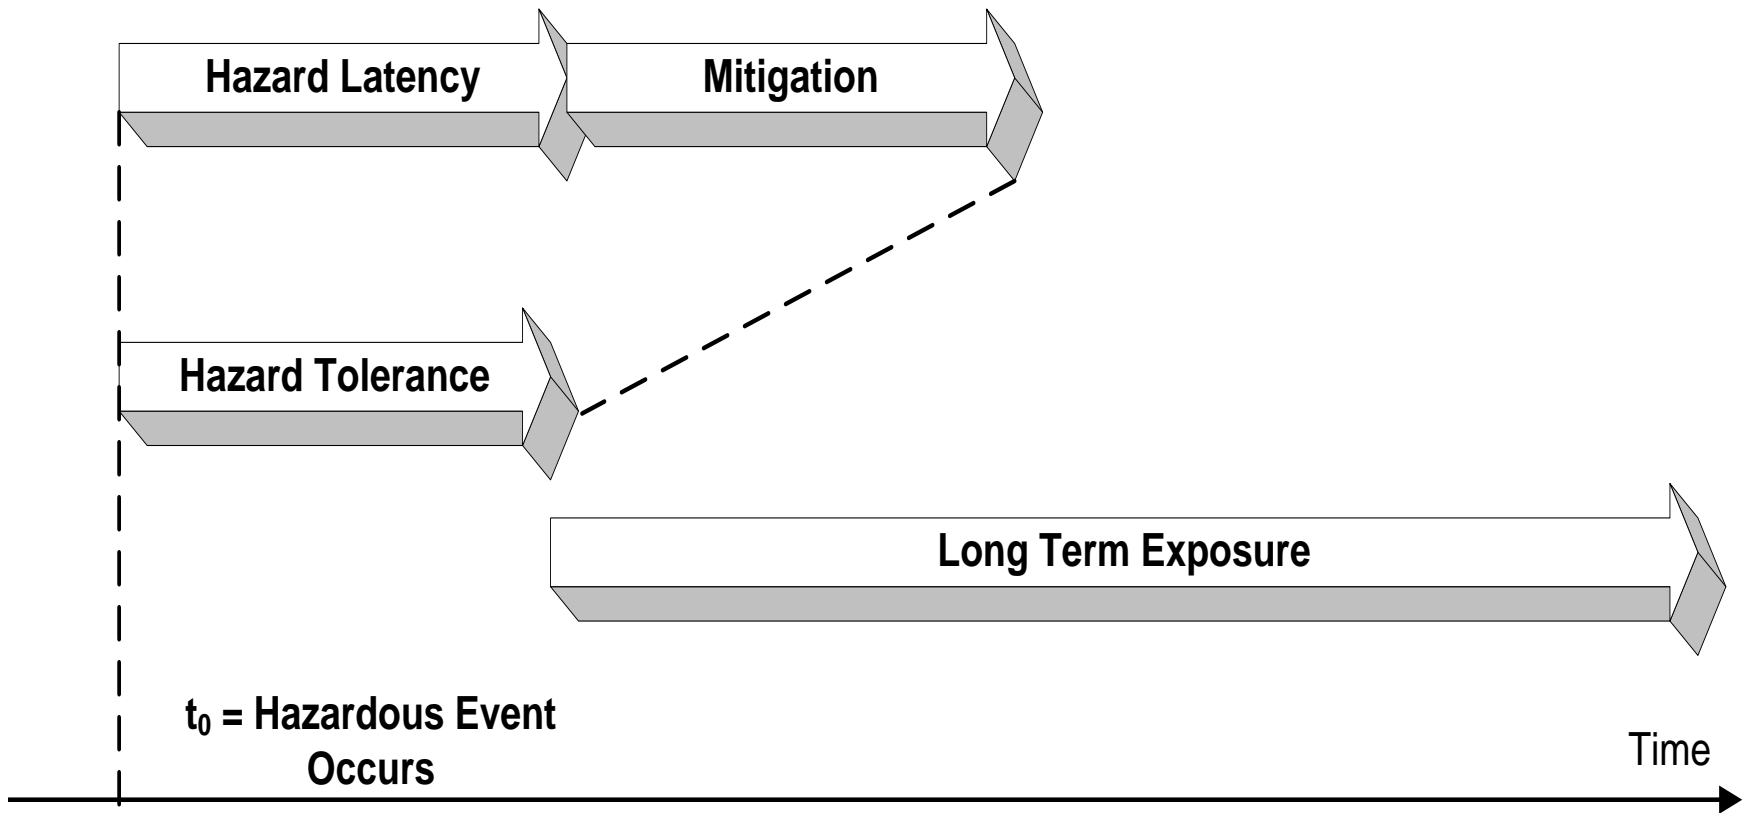 Hazard Latency
Mitigation
Hazard Tolerance
Long Term Exposure
t₀ = Hazardous Event
Occurs
Time